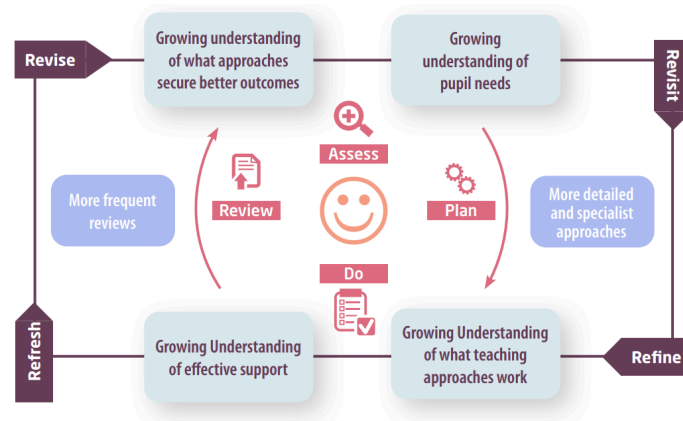 Revise
Growing understanding
of what approaches
secure better outcomes
Growing
understanding of
pupil needs
Revisit
Assess
More frequent
reviews
Review
Plan
More detailed
and specialist
approaches
Do
Refresh
Growing Understanding
of effective support
Growing Understanding
of what teaching
approaches work
Refine